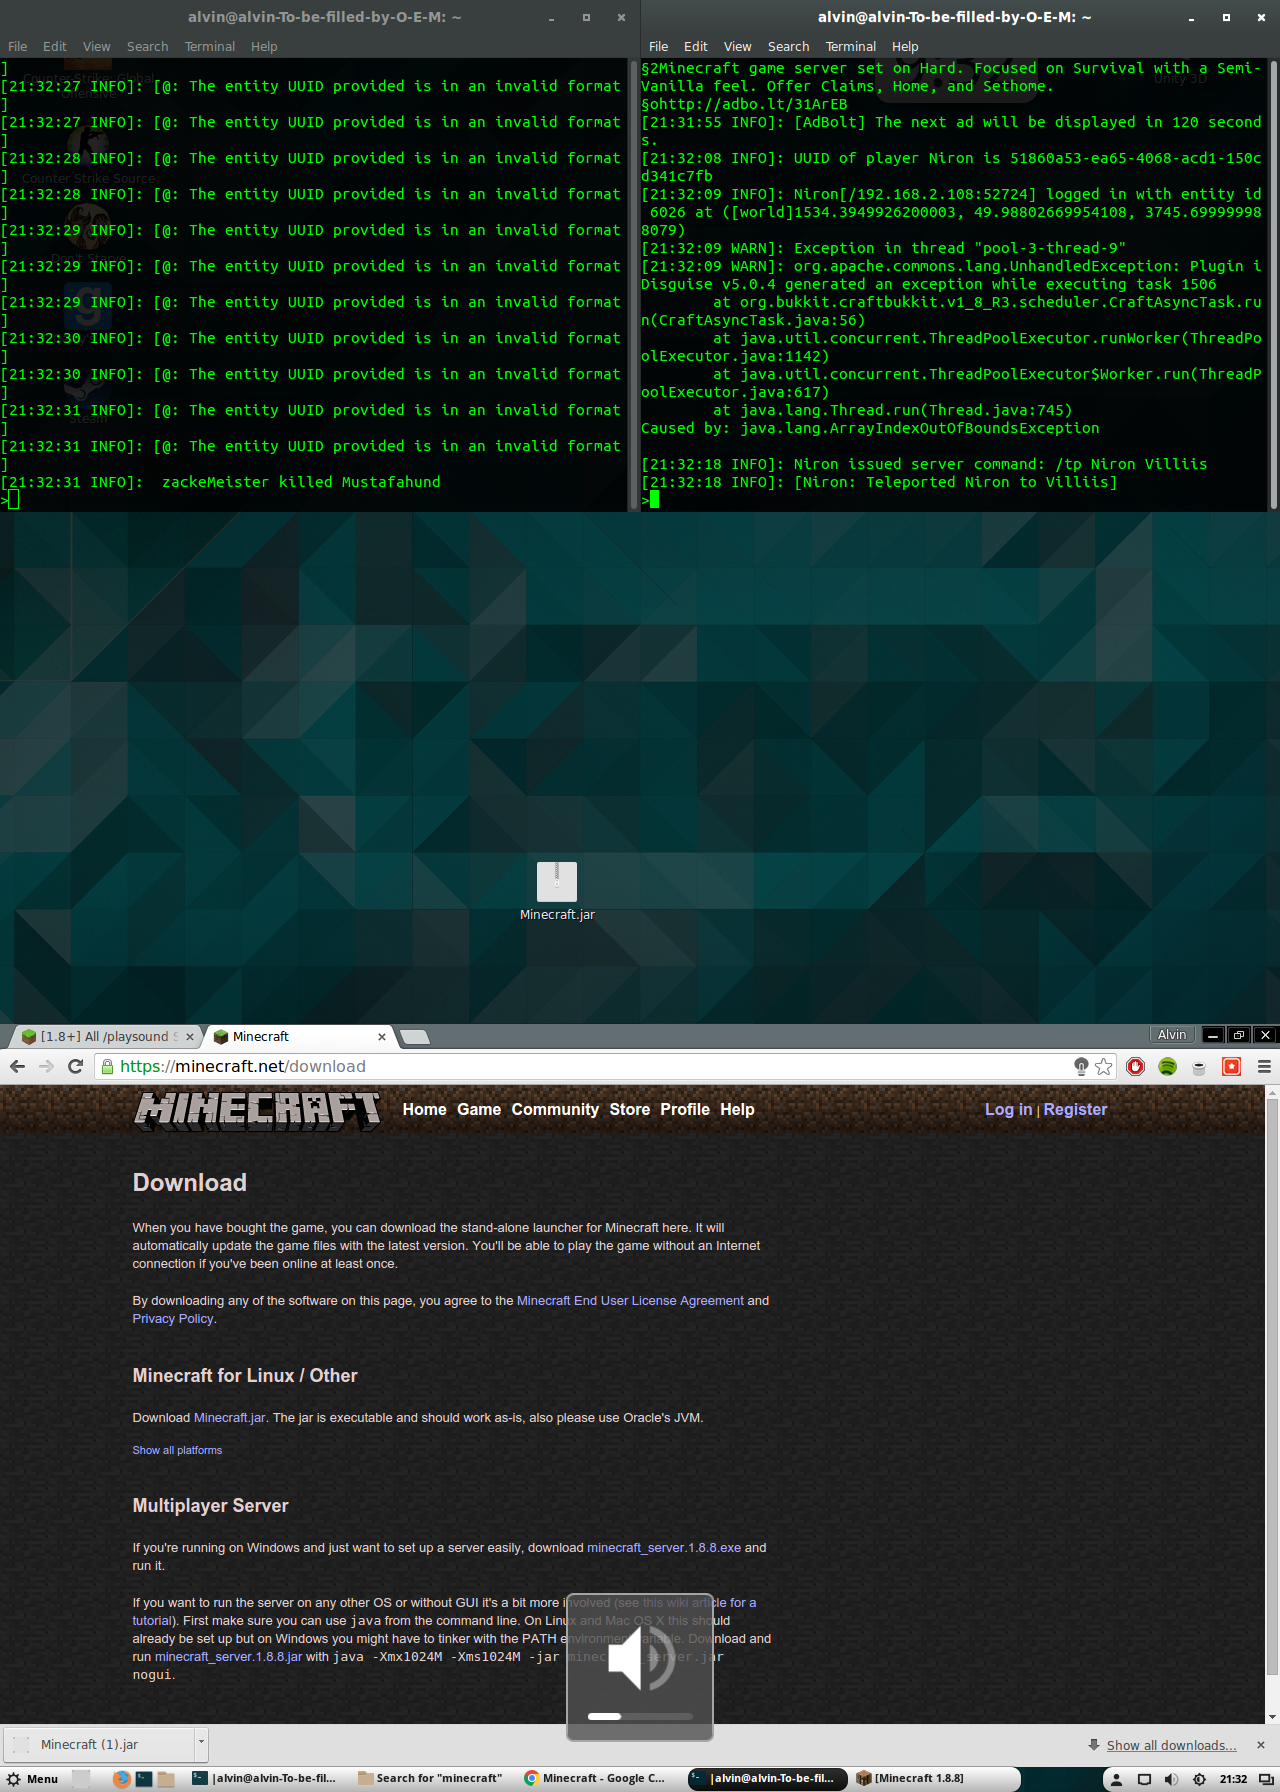 alvin@alvin-To-be-filled-by-O-E-M: ~
File Edit View Search Terminal Help
]
[21:32:27 INFO]: [@: The entity UUID provided is in an invalid format
]
[21:32:27 INFO]: [@: The entity UUID provided is in an invalid format
]
[21:32:28 INFO]: [@: The entity UUID provided is in an invalid format
]
[21:32:28 INFO]: [@: The entity UUID provided is in an invalid format
]
[21:32:29 INFO]: [@: The entity UUID provided is in an invalid format
]
[21:32:29 INFO]: [@: The entity UUID provided is in an invalid format
]
[21:32:29 INFO]: [@: The entity UUID provided is in an invalid format
]
[21:32:30 INFO]: [@: The entity UUID provided is in an invalid format
]
[21:32:30 INFO]: [@: The entity UUID provided is in an invalid format
]
[21:32:31 INFO]: [@: The entity UUID provided is in an invalid format
]
[21:32:31 INFO]: [@: The entity UUID provided is in an invalid format
]
[21:32:31 INFO]:  zackeMeister killed Mustafahund
>
Counter Strike: Global
Offensive
Counter Strike Source
Don't Starve
Steam
alvin@alvin-To-be-filled-by-O-E-M: ~
File Edit View Search Terminal Help
§2Minecraft game server set on Hard. Focused on Survival with a Semi-
Vanilla feel. Offer Claims, Home, and Sethome.
§ohttp://adbo.lt/31ArEB
[21:31:55 INFO]: [AdBolt] The next ad will be displayed in 120 second
s.
[21:32:08 INFO]: UUID of player Niron is 51860a53-ea65-4068-acd1-150c
d341c7fb
[21:32:09 INFO]: Niron[/192.168.2.108:52724] logged in with entity id
 6026 at ([world]1534.3949926200003, 49.98802669954108, 3745.69999998
8079)
[21:32:09 WARN]: Exception in thread "pool-3-thread-9"
[21:32:09 WARN]: org.apache.commons.lang.UnhandledException: Plugin i
Disguise v5.0.4 generated an exception while executing task 1506
        at org.bukkit.craftbukkit.v1_8_R3.scheduler.CraftAsyncTask.ru
n(CraftAsyncTask.java:56)
        at java.util.concurrent.ThreadPoolExecutor.runWorker(ThreadPo
olExecutor.java:1142)
        at java.util.concurrent.ThreadPoolExecutor$Worker.run(ThreadP
oolExecutor.java:617)
        at java.lang.Thread.run(Thread.java:745)
Caused by: java.lang.ArrayIndexOutOfBoundsException
[21:32:18 INFO]: Niron issued server command: /tp Niron Villiis
[21:32:18 INFO]: [Niron: Teleported Niron to Villiis]
>
Unity 3D
Minecraft.jar
[1.8+] All /playsound S
Minecraft
Alvin
https://minecraft.net/download
MINECRAFT
Home Game Community Store Profile Help
Log in | Register
Download
When you have bought the game, you can download the stand-alone launcher for Minecraft here. It will
automatically update the game files with the latest version. You'll be able to play the game without an Internet
connection if you've been online at least once.
By downloading any of the software on this page, you agree to the Minecraft End User License Agreement and
Privacy Policy.
Minecraft for Linux / Other
Download Minecraft.jar. The jar is executable and should work as-is, also please use Oracle's JVM.
Show all platforms
Multiplayer Server
If you're running on Windows and just want to set up a server easily, download minecraft_server.1.8.8.exe and
run it.
If you want to run the server on any other OS or without GUI it's a bit more involved (see this wiki article for a
tutorial). First make sure you can use java from the command line. On Linux and Mac OS X this should
already be set up but on Windows you might have to tinker with the PATH environment variable. Download and
run minecraft_server.1.8.8.jar with java -Xmx1024M -Xms1024M -jar minecraft_server.jar
nogui.
Minecraft (1).jar
Show all downloads...
Menu
|alvin@alvin-To-be-fil...
Search for "minecraft"
Minecraft - Google C...
|alvin@alvin-To-be-fil...
[Minecraft 1.8.8]
21:32